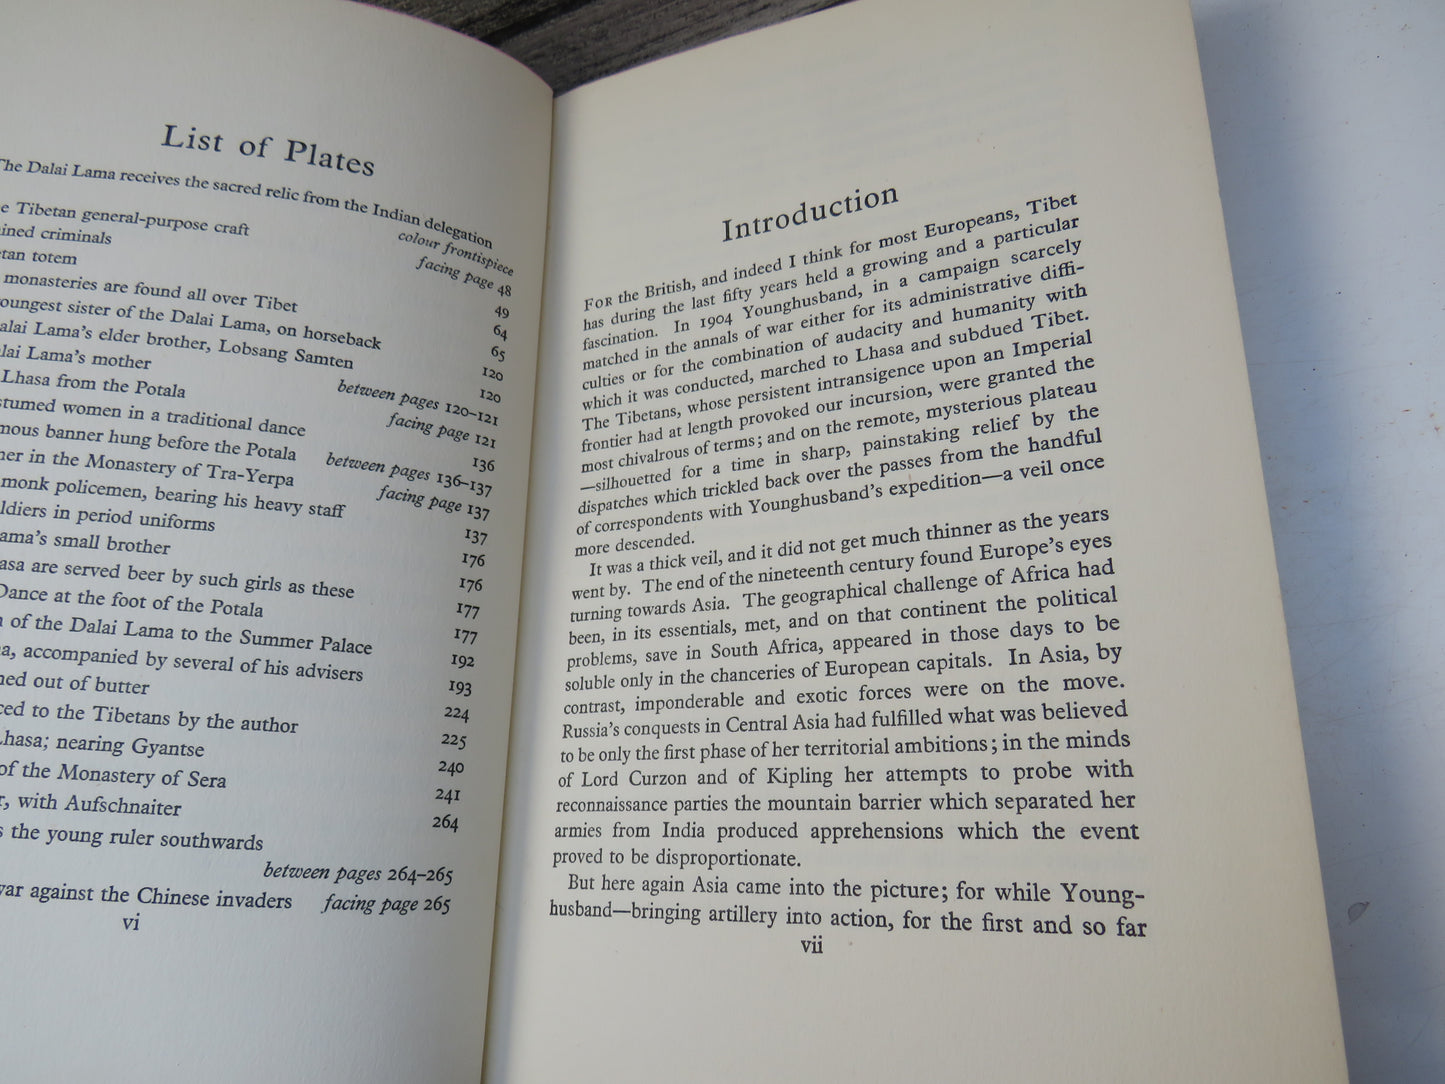 List of Plates
The Dalai Lama receives the sacred relic from the Indian delegation
colour frontispiece
Tibetan general-purpose craft facing page 48
criminals 49
totem 64
monasteries are found all over Tibet 65
youngest sister of the Dalai Lama, on horseback 120
Lama's elder brother, Lobsang Samten 120
Lama's mother between pages 120–121
Lhasa from the Potala facing page 121
women in a traditional dance 136
banner hung before the Potala between pages 136–137
in the Monastery of Tra-Yerpa facing page 137
monk policemen, bearing his heavy staff 137
in period uniforms 176
small brother 176
are served beer by such girls as these 177
Dance at the foot of the Potala 177
of the Dalai Lama to the Summer Palace 192
accompanied by several of his advisers 193
out of butter 224
to the Tibetans by the author 225
Lhasa; nearing Gyantse 240
of the Monastery of Sera 241
with Aufschnaiter 264
the young ruler southwards
between pages 264–265
war against the Chinese invaders facing page 265
vi
Introduction
FOR the British, and indeed I think for most Europeans, Tibet
has during the last fifty years held a growing and a particular
fascination. In 1904 Younghusband, in a campaign scarcely
matched in the annals of war either for its administrative diffi-
culties or for the combination of audacity and humanity with
which it was conducted, marched to Lhasa and subdued Tibet.
The Tibetans, whose persistent intransigence upon an Imperial
frontier had at length provoked our incursion, were granted the
most chivalrous of terms; and on the remote, mysterious plateau
—silhouetted for a time in sharp, painstaking relief by the
dispatches which trickled back over the passes from the handful
of correspondents with Younghusband's expedition—a veil once
more descended.
It was a thick veil, and it did not get much thinner as the years
went by. The end of the nineteenth century found Europe's eyes
turning towards Asia. The geographical challenge of Africa had
been, in its essentials, met, and on that continent the political
problems, save in South Africa, appeared in those days to be
soluble only in the chanceries of European capitals. In Asia, by
contrast, imponderable and exotic forces were on the move.
Russia's conquests in Central Asia had fulfilled what was believed
to be only the first phase of her territorial ambitions; in the minds
of Lord Curzon and of Kipling her attempts to probe with
reconnaissance parties the mountain barrier which separated her
armies from India produced apprehensions which the event
proved to be disproportionate.
But here again Asia came into the picture; for while Young-
husband—bringing artillery into action, for the first and so far
vii